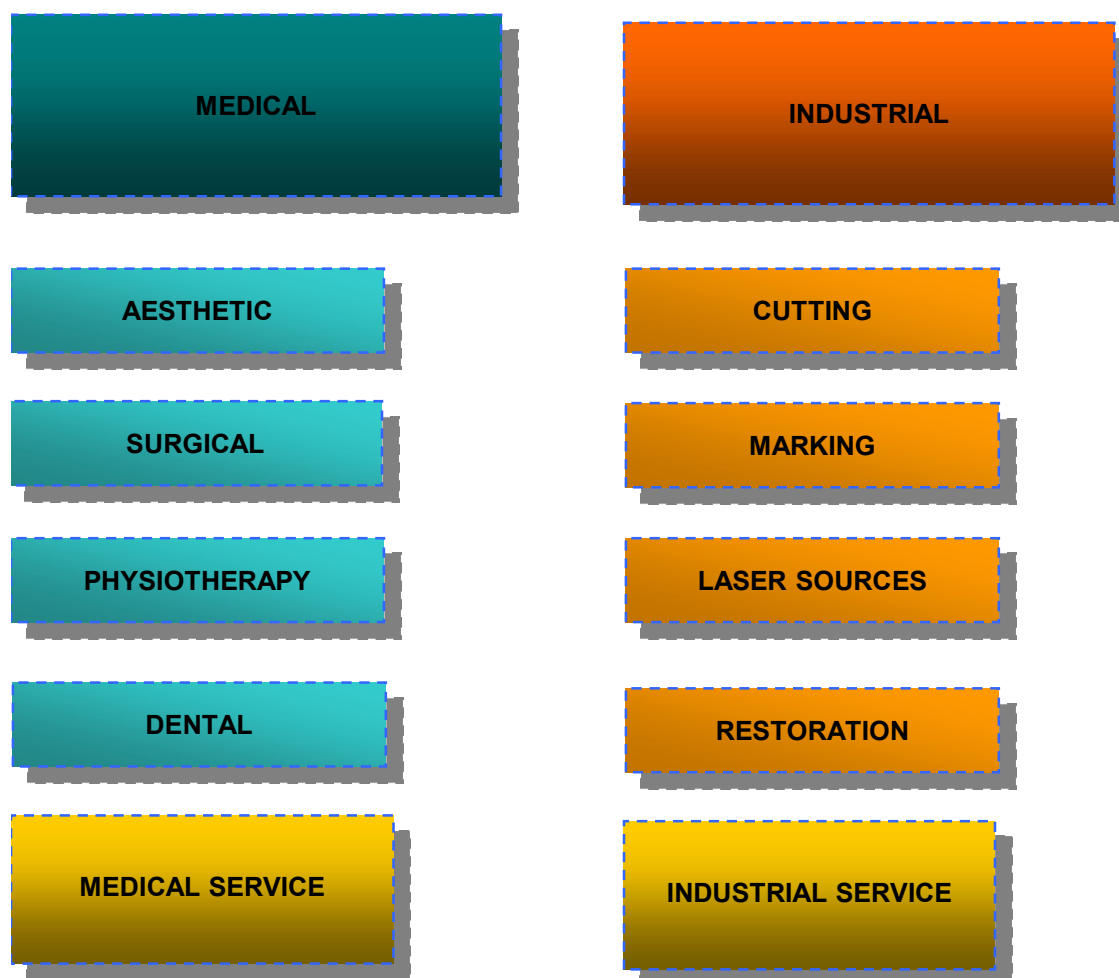 MEDICAL
INDUSTRIAL
AESTHETIC
CUTTING
SURGICAL
MARKING
PHYSIOTHERAPY
LASER SOURCES
DENTAL
RESTORATION
MEDICAL SERVICE
INDUSTRIAL SERVICE